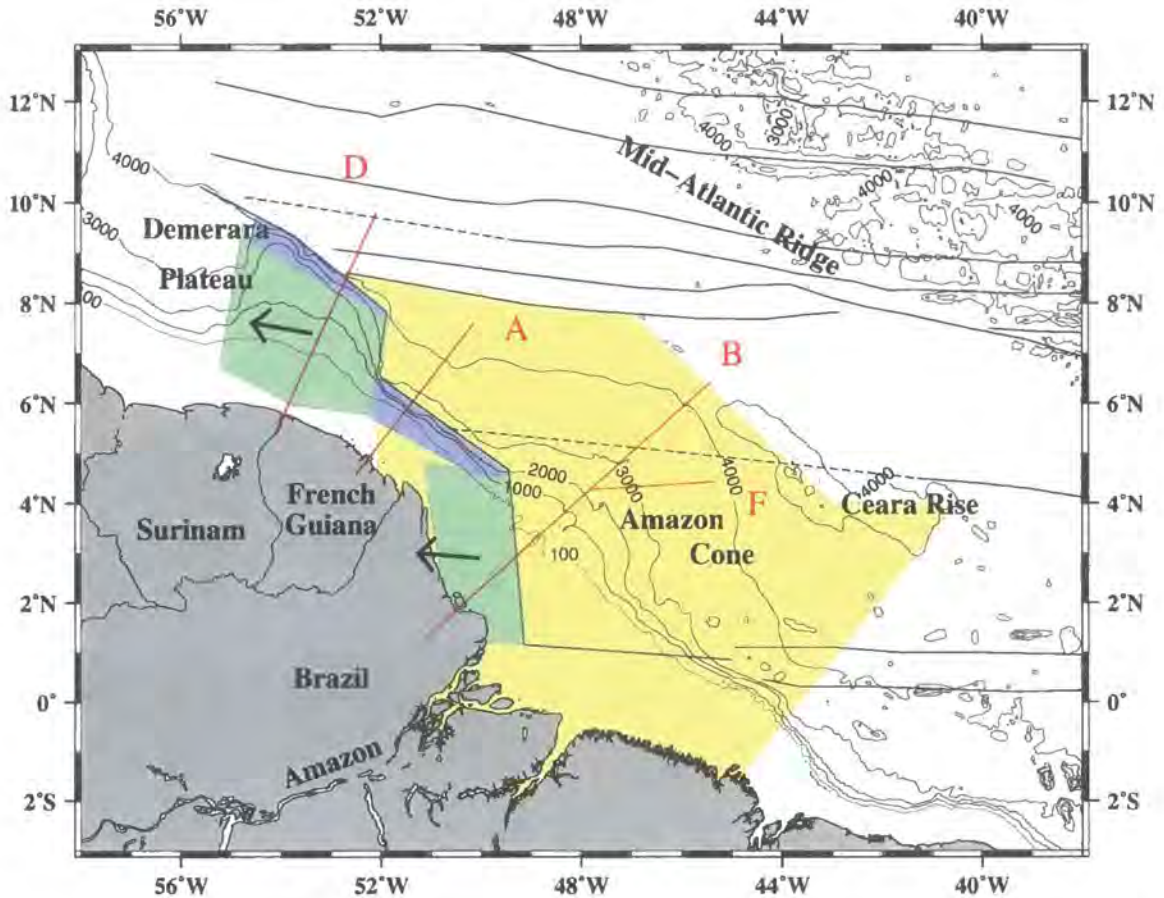 56°W 52°W 48°W 44°W 40°W
12°N 12°N
3000
4000
Mid-Atlantic Ridge
4000
D
4000
10°N 4000 10°N
3000
Demerara
Plateau
8°N 8°N
A
B
6°N 6°N
4000
2000
3000
4000
1000
4°N 4°N
French
Guiana
Surinam
Amazon
Cone
F
Ceara Rise
100
2°N 2°N
Brazil
0° 0°
Amazon
2°S 2°S
56°W 52°W 48°W 44°W 40°W